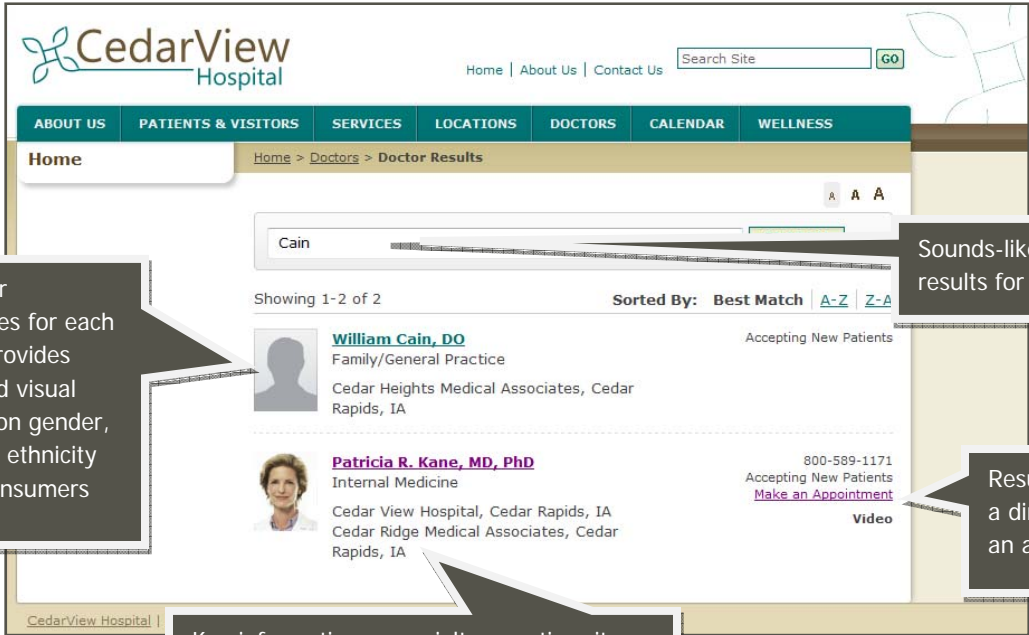 CedarView
Hospital
Home | About Us | Contact Us
Search Site
GO
ABOUT US PATIENTS & VISITORS SERVICES LOCATIONS DOCTORS CALENDAR WELLNESS
Home
Home > Doctors > Doctor Results
A A A
Cain
Sounds-like
results for
Showing 1-2 of 2
Sorted By: Best Match | A-Z | Z-A
es for each
rovides
d visual
on gender,
ethnicity
nsumers
William Cain, DO
Family/General Practice
Cedar Heights Medical Associates, Cedar
Rapids, IA
Accepting New Patients
Patricia R. Kane, MD, PhD
Internal Medicine
Cedar View Hospital, Cedar Rapids, IA
Cedar Ridge Medical Associates, Cedar
Rapids, IA
800-589-1171
Accepting New Patients
Make an Appointment
Video
a di
an a
CedarView Hospital |